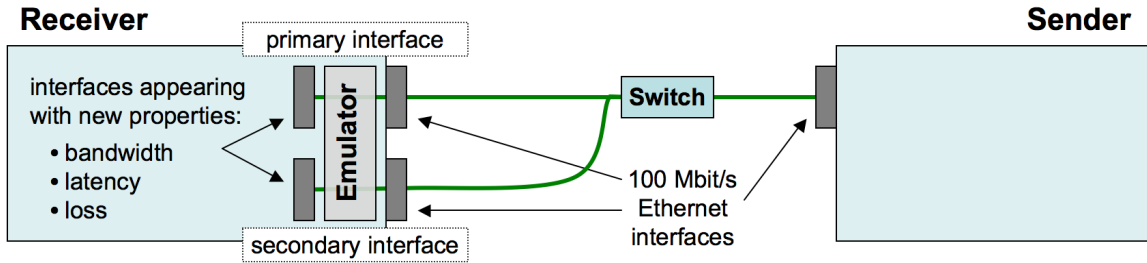 Receiver
Sender
primary interface
interfaces appearing
with new properties:
• bandwidth
• latency
• loss
Emulator
Switch
100 Mbit/s
Ethernet
interfaces
secondary interface